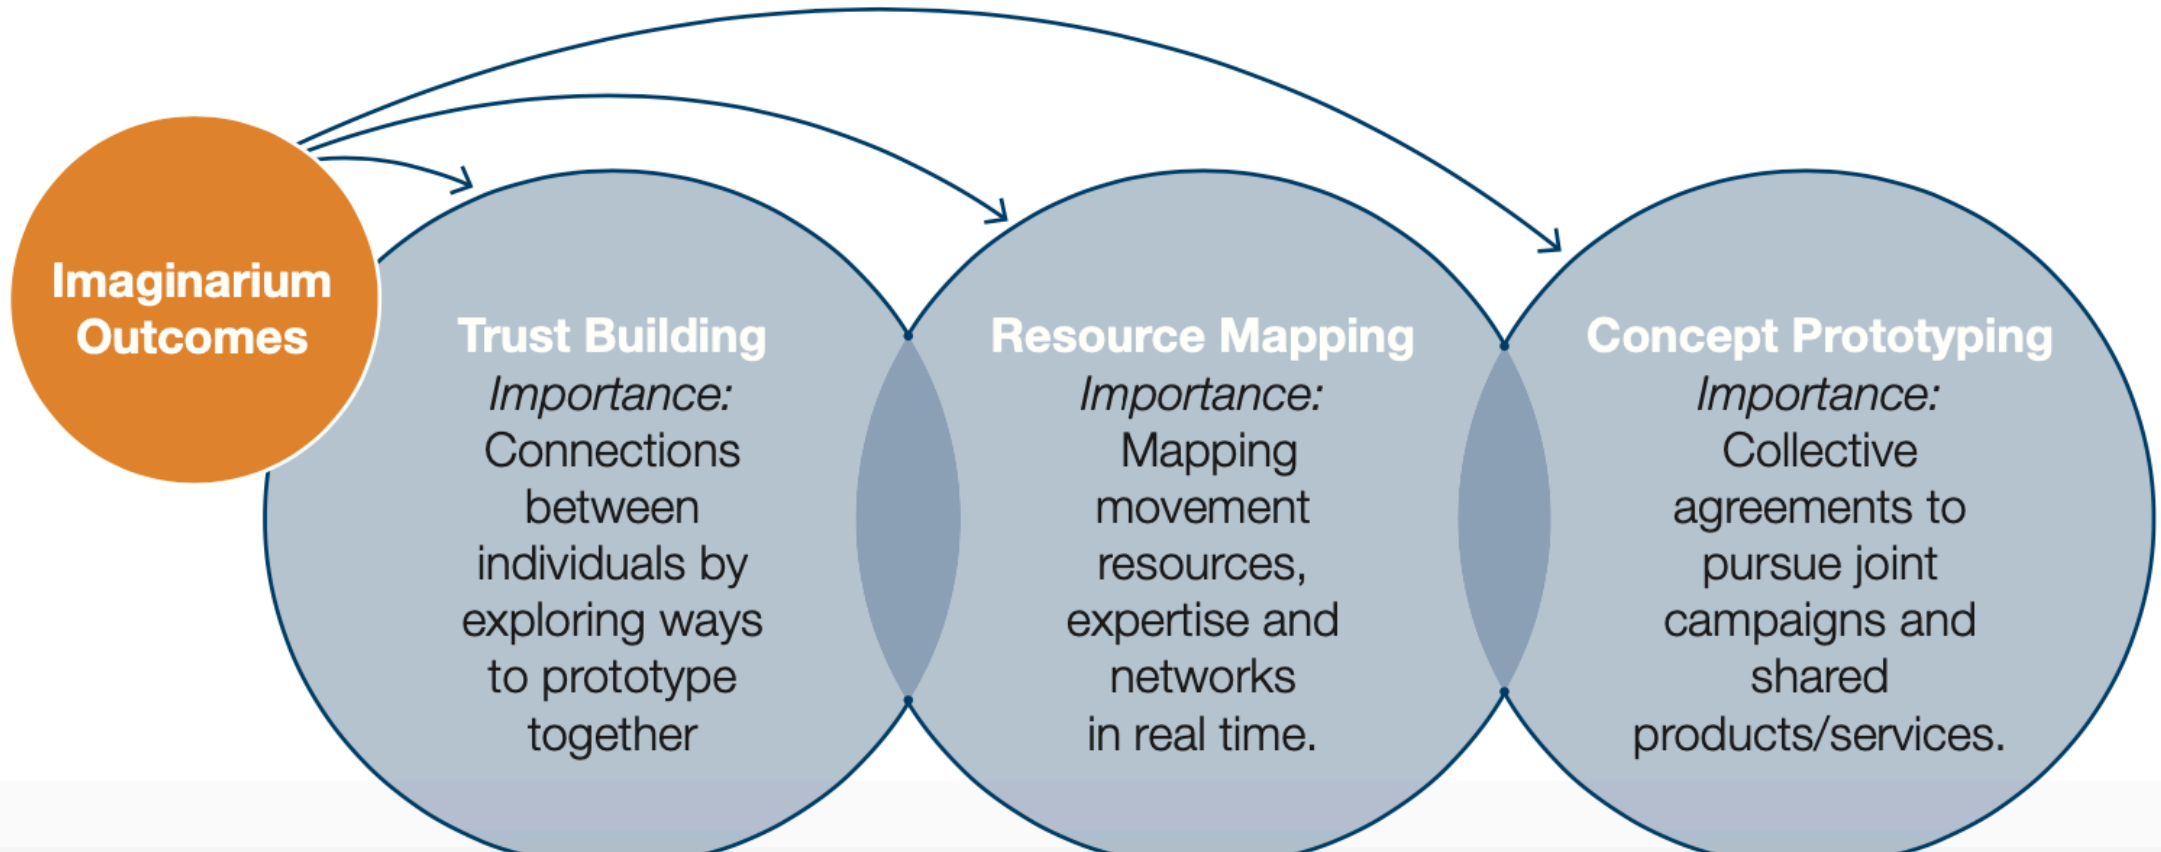 Imaginarium
Outcomes
Trust Building
Importance:
Connections
between
individuals by
exploring ways
to prototype
together
Resource Mapping
Importance:
Mapping
movement
resources,
expertise and
networks
in real time.
Concept Prototyping
Importance:
Collective
agreements to
pursue joint
campaigns and
shared
products/services.